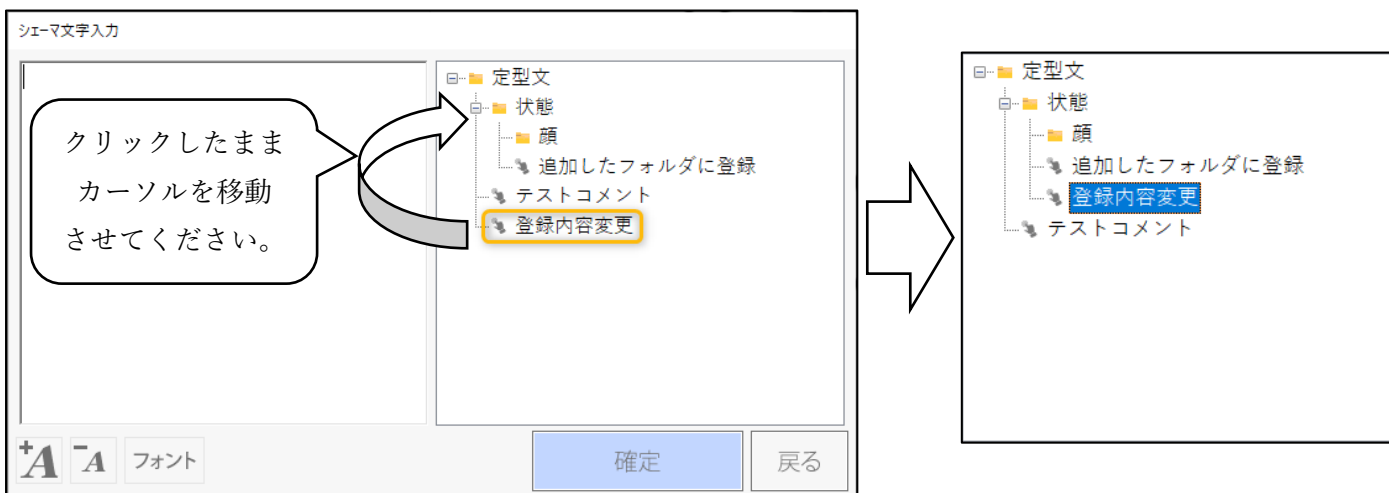 シェーマ文字入力
クリックしたまま
カーソルを移動
させてください。
定型文
状態
顔
追加したフォルダに登録
テストコメント
登録内容変更
+A
-A
フォント
確定
戻る
定型文
状態
顔
追加したフォルダに登録
登録内容変更
テストコメント